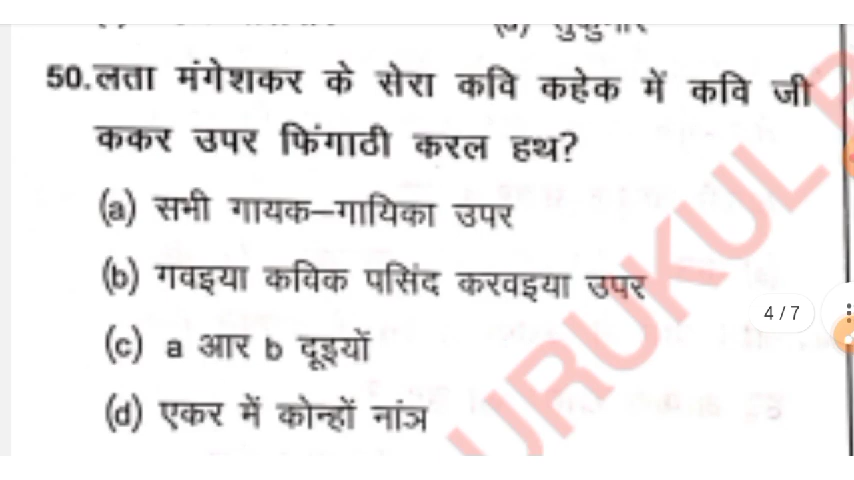 50.लता मंगेशकर के सेरा कवि कहेक में कवि जी
ककर उपर फिंगाठी करल हथ?
(a) सभी गायक–गायिका उपर
(b) गवइया कविक पसिंद करवइया उपर
(c) a आर b दूइयों
(d) एकर में कोन्हों नांञ
4 / 7
URUKUL